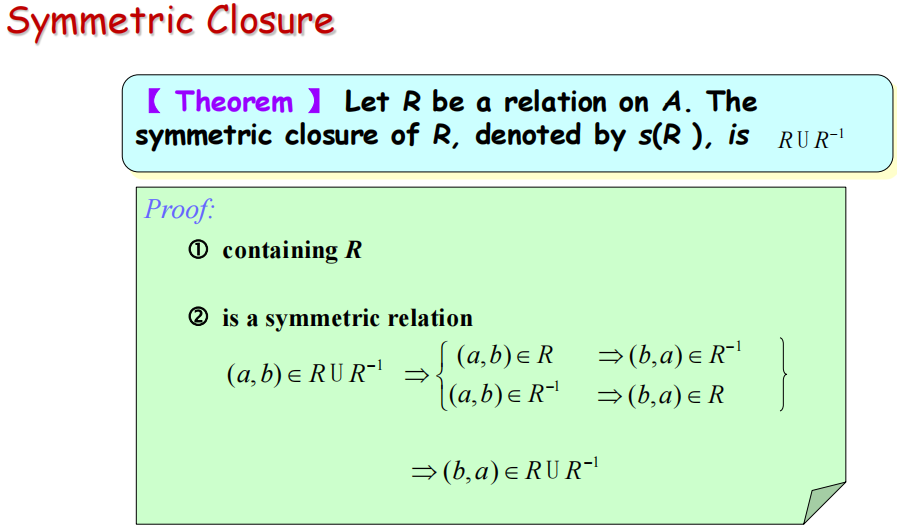 Symmetric Closure
【 Theorem 】 Let R be a relation on A. The
symmetric closure of R, denoted by s(R ), is R ∪ R⁻¹
Proof:
① containing R
② is a symmetric relation
(a,b) ∈ R ∪ R⁻¹ ⇒ { (a,b) ∈ R ⇒ (b,a) ∈ R⁻¹
(a,b) ∈ R⁻¹ ⇒ (b,a) ∈ R }
⇒ (b,a) ∈ R ∪ R⁻¹